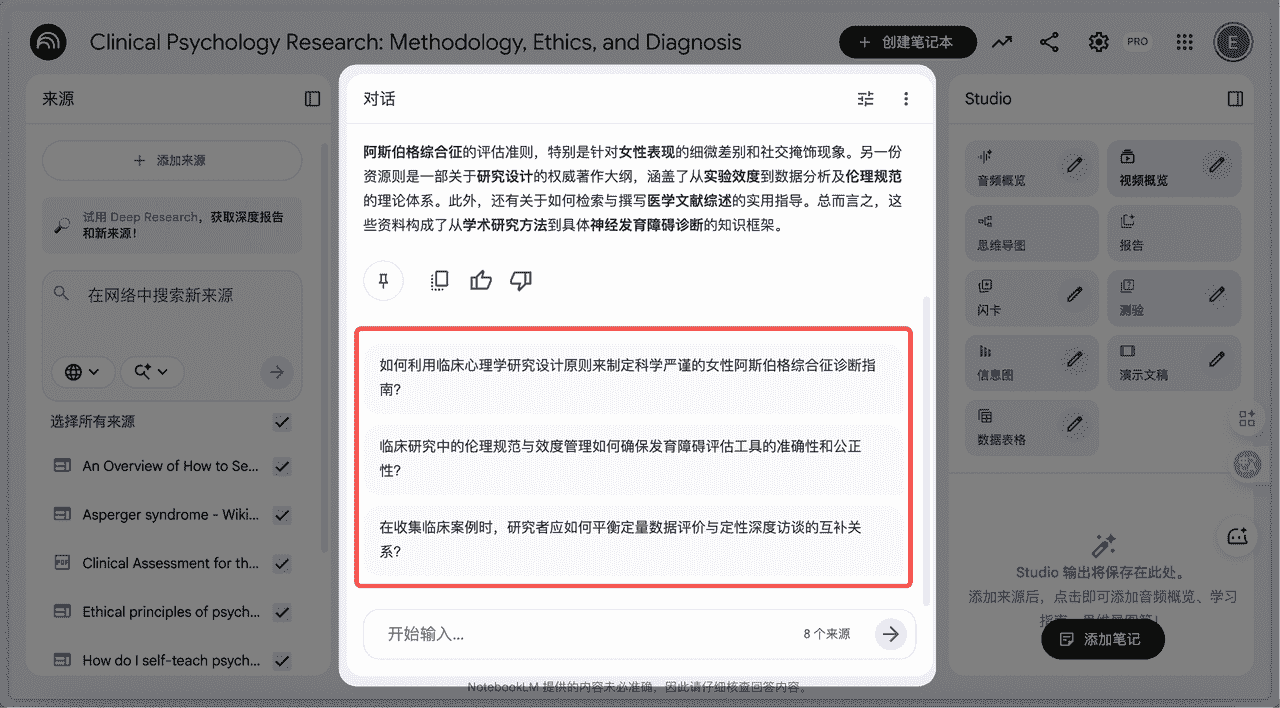 Clinical Psychology Research: Methodology, Ethics, and Diagnosis
+ 创建笔记本
PRO
E
来源
+ 添加来源
试用 Deep Research，获取深度报告
和新来源！
在网络中搜索新来源
选择所有来源
An Overview of How to Se...
Asperger syndrome - Wiki...
PDF
Clinical Assessment for th...
Ethical principles of psych...
How do I self-teach psych...
对话
阿斯伯格综合征的评估准则，特别是针对女性表现的细微差别和社交掩饰现象。另一份
资源则是一部关于研究设计的权威著作大纲，涵盖了从实验效度到数据分析及伦理规范
的理论体系。此外，还有关于如何检索与撰写医学文献综述的实用指导。总而言之，这
些资料构成了从学术研究方法到具体神经发育障碍诊断的知识框架。
如何利用临床心理学研究设计原则来制定科学严谨的女性阿斯伯格综合征诊断指
南？
临床研究中的伦理规范与效度管理如何确保发育障碍评估工具的准确性和公正
性？
在收集临床案例时，研究者应如何平衡定量数据评价与定性深度访谈的互补关
系？
开始输入...
8 个来源
NotebookLM 提供的内容未必准确，因此请仔细核查回答内容。
Studio
音频概览
视频概览
思维导图
报告
闪卡
测验
信息图
演示文稿
数据表格
Studio 输出将保存在此处。
添加来源后，点击即可添加音频概览、学习
添加笔记